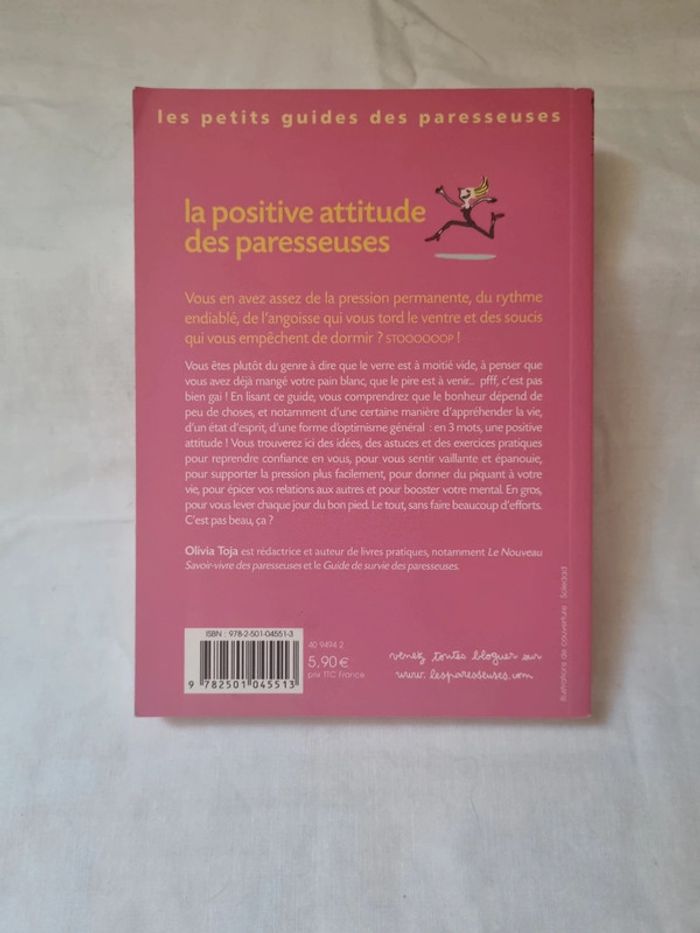 les petits guides des paresseuses
la positive attitude
des paresseuses
Vous en avez assez de la pression permanente, du rythme
endiablé, de l'angoisse qui vous tord le ventre et des soucis
qui vous empêchent de dormir ? STOOOOOOP !
Vous êtes plutôt du genre à dire que le verre est à moitié vide, à penser que
vous avez déjà mangé votre pain blanc, que le pire est à venir... pfff, c'est pas
bien gai ! En lisant ce guide, vous comprendrez que le bonheur dépend de
peu de choses, et notamment d'une certaine manière d'appréhender la vie,
d'un état d'esprit, d'une forme d'optimisme général : en 3 mots, une positive
attitude ! Vous trouverez ici des idées, des astuces et des exercices pratiques
pour reprendre confiance en vous, pour vous sentir vaillante et épanouie,
pour supporter la pression plus facilement, pour donner du piquant à votre
vie, pour épicer vos relations aux autres et pour booster votre mental. En gros,
pour vous lever chaque jour du bon pied. Le tout, sans faire beaucoup d'efforts.
C'est pas beau, ça ?
Olivia Toja est rédactrice et auteur de livres pratiques, notamment Le Nouveau
Savoir-vivre des paresseuses et le Guide de survie des paresseuses.
ISBN : 978-2-501-04551-3
9 782501 045513
40 9494 2
5,90 €
prix TTC France
venez toutes bloguer sur
www.lesparesseuses.com
Illustrations de couverture : Soledad